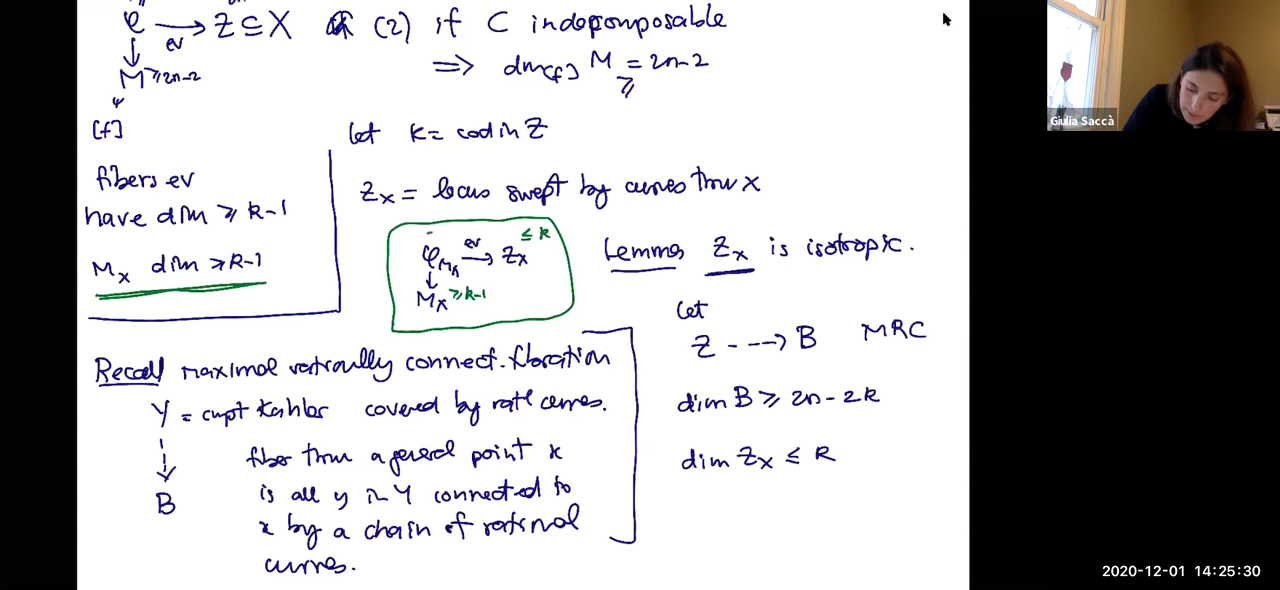 φ → Z ⊆ X (2) if C indecomposable
ev
↓
M ≥ 2n-2 ⟹ dim[f] M = 2n-2
≥
[f]
Let k = codim Z
fibers ev
have dim ≥ k-1
M_x dim ≥ k-1
Z_x = locus swept by curves thru x
φ_{M_x} →^{ev} Z_x ≤ k
↓
M_x ≥ k-1
Lemma Z_x is isotropic.
Let
Z ---> B MRC
dim B ≥ 2n-2k
dim Z_x ≤ k
Recall maximal rationally connect. fibration
Y = cmpt Kahler covered by rat'l curves.
fiber thru a general point x
is all y in Y connected to
x by a chain of rational
curves.
B
Giulia Saccà
2020-12-01 14:25:30